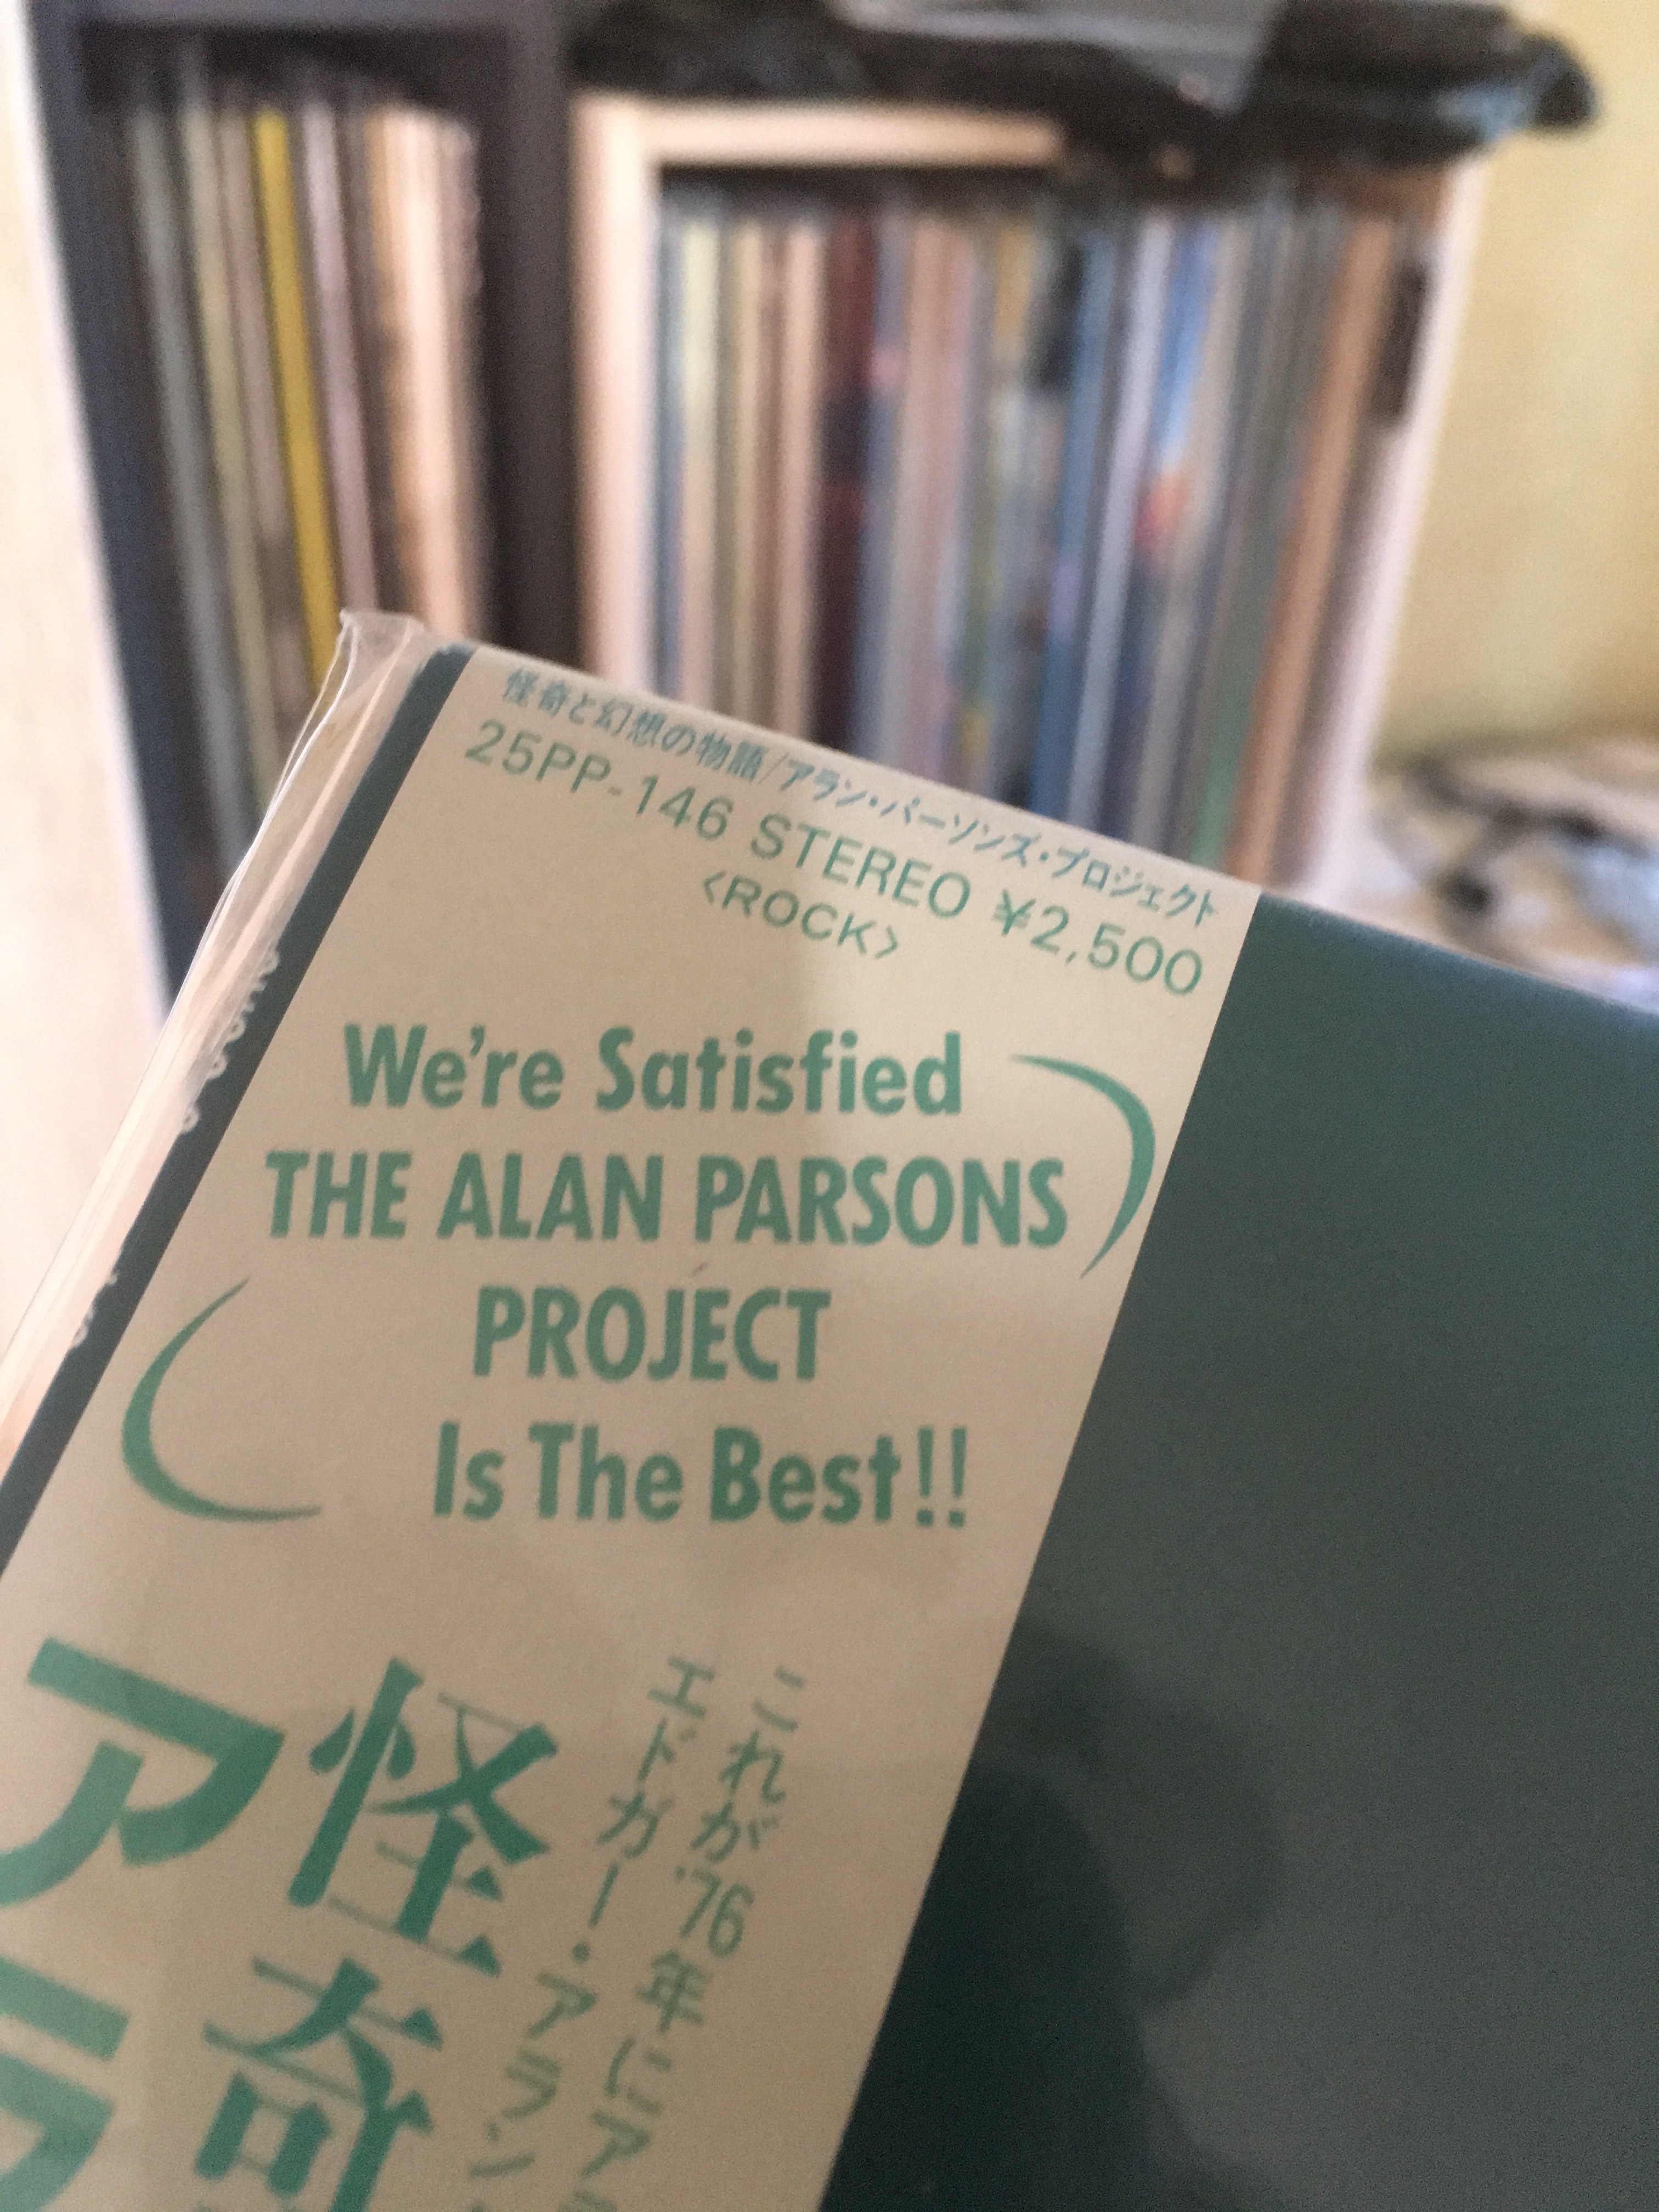 怪奇と幻想の物語/アラン・パーソンズ・プロジェクト
25PP-146 STEREO ¥2,500
〈ROCK〉
We're Satisfied
THE ALAN PARSONS
PROJECT
Is The Best!!
これが'76年にア
エドガー・アラン
怪奇
アラ